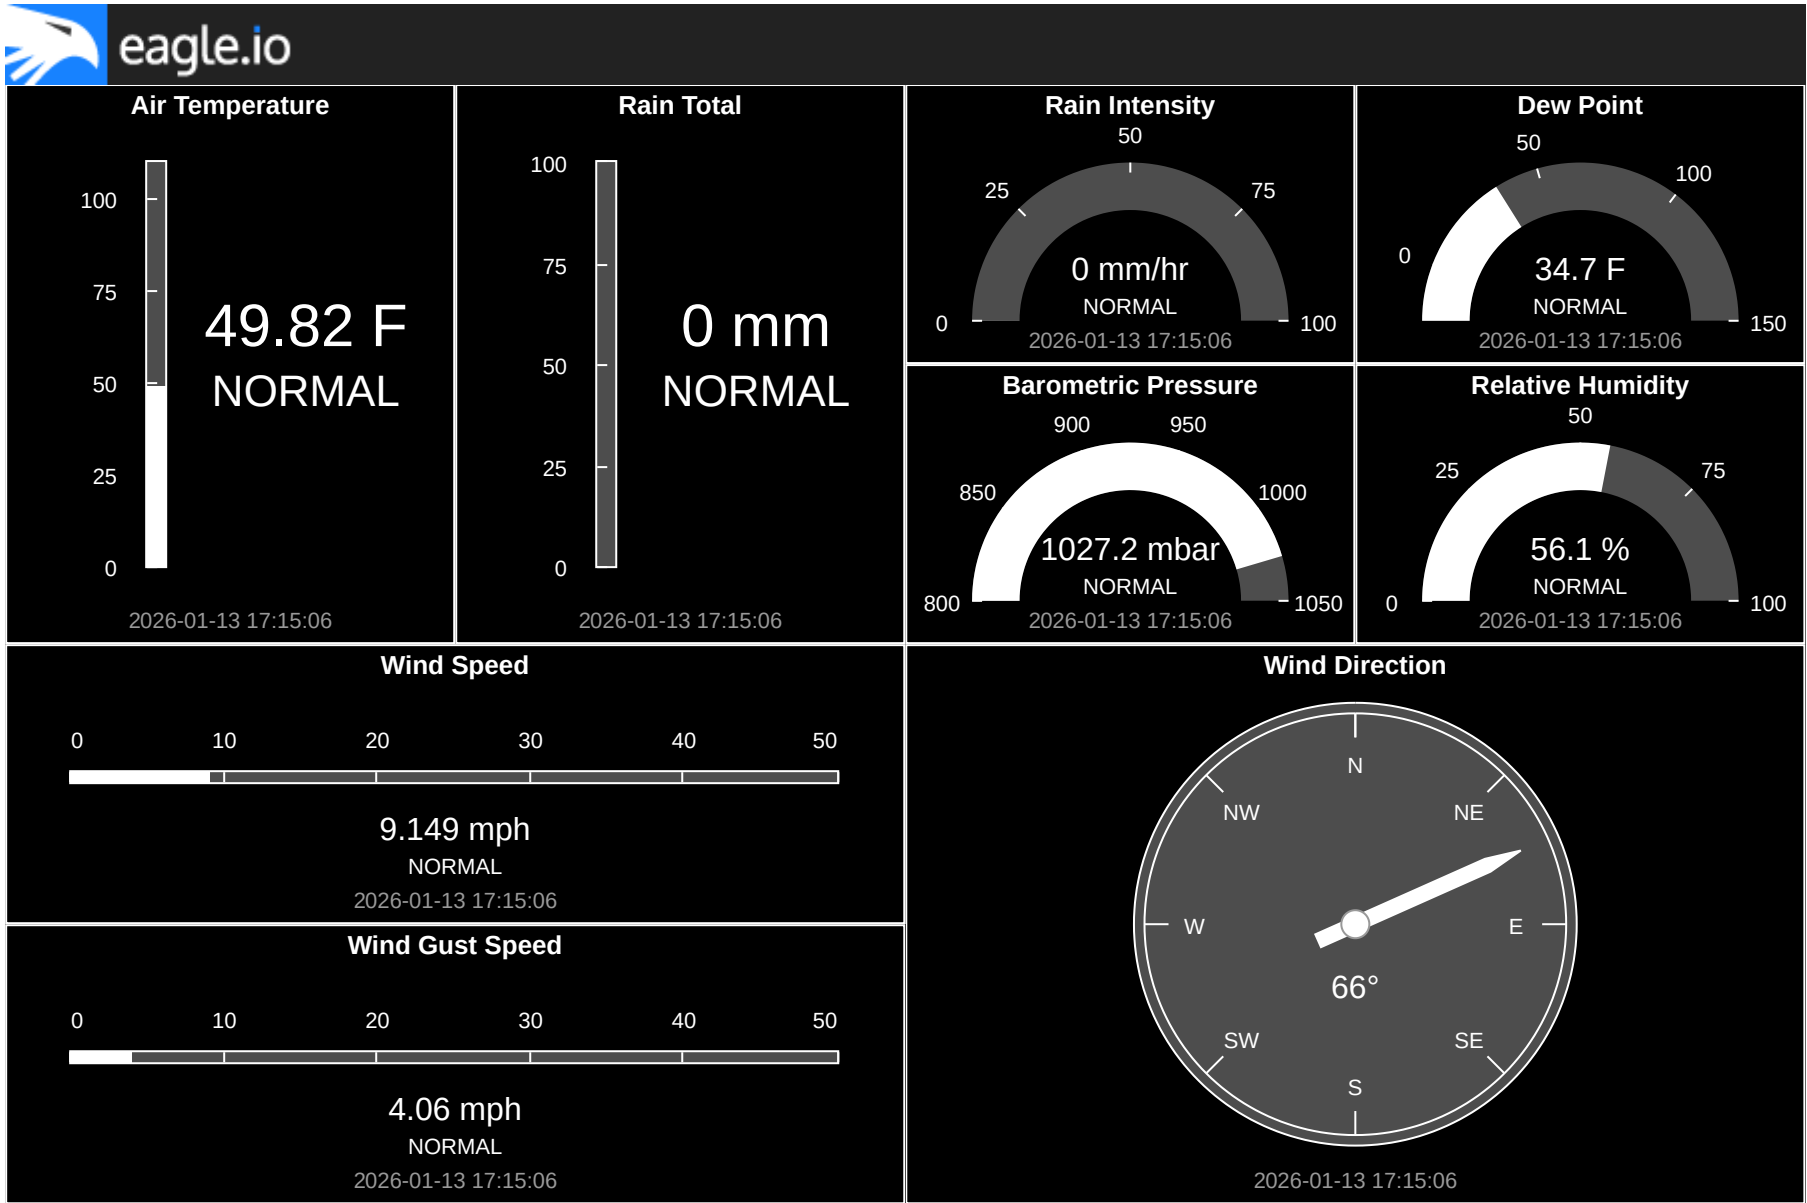 eagle.io
Air Temperature
100
75
50
25
0
49.82 F
NORMAL
2026-01-13 17:15:06
Rain Total
100
75
50
25
0
0 mm
NORMAL
2026-01-13 17:15:06
Rain Intensity
0
25
50
75
100
0 mm/hr
NORMAL
2026-01-13 17:15:06
Dew Point
0
50
100
150
34.7 F
NORMAL
2026-01-13 17:15:06
Barometric Pressure
800
850
900
950
1000
1050
1027.2 mbar
NORMAL
2026-01-13 17:15:06
Relative Humidity
0
25
50
75
100
56.1 %
NORMAL
2026-01-13 17:15:06
Wind Speed
0 10 20 30 40 50
9.149 mph
NORMAL
2026-01-13 17:15:06
Wind Gust Speed
0 10 20 30 40 50
4.06 mph
NORMAL
2026-01-13 17:15:06
Wind Direction
N
NW NE
W E
66°
SW SE
S
2026-01-13 17:15:06